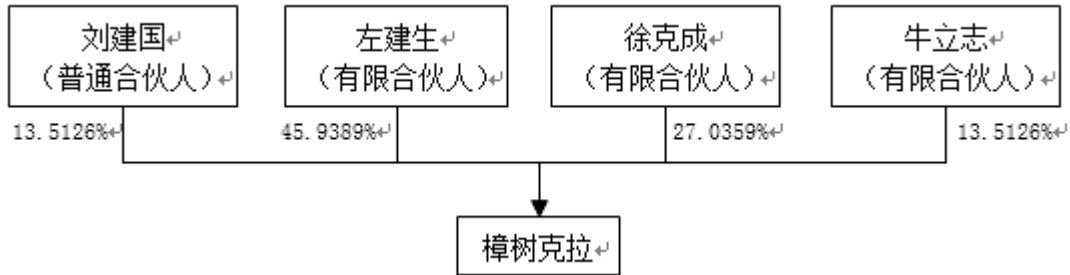 刘建国↵
（普通合伙人）↵
左建生↵
（有限合伙人）↵
徐克成↵
（有限合伙人）↵
牛立志↵
（有限合伙人）↵
13.5126%↵
45.9389%↵
27.0359%↵
13.5126%↵
樟树克拉↵